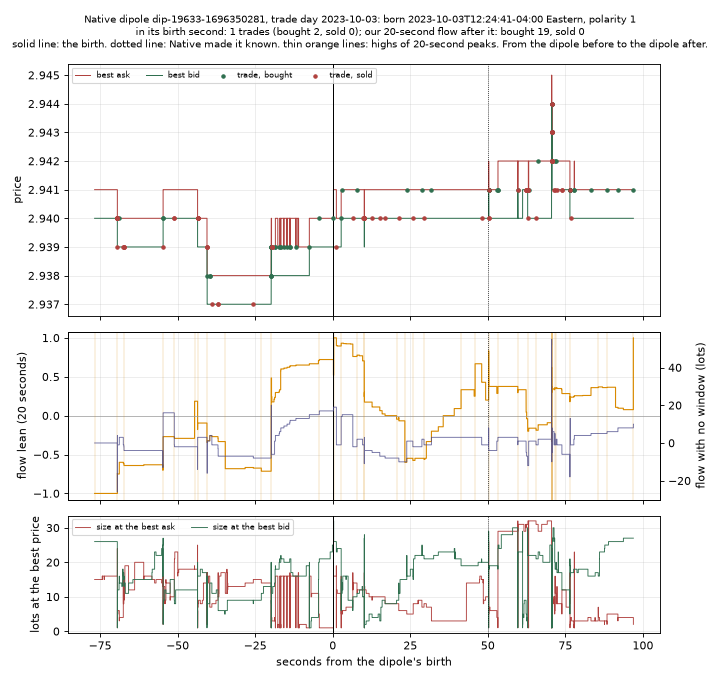 Native dipole dip-19633-1696350281, trade day 2023-10-03: born 2023-10-03T12:24:41-04:00 Eastern, polarity 1
in its birth second: 1 trades (bought 2, sold 0); our 20-second flow after it: bought 19, sold 0
solid line: the birth. dotted line: Native made it known. thin orange lines: highs of 20-second peaks. From the dipole before to the dipole after.
best ask
best bid
trade, bought
trade, sold
2.945
2.944
2.943
2.942
2.941
2.940
2.939
2.938
2.937
price
1.0
0.5
0.0
−0.5
−1.0
flow lean (20 seconds)
40
20
0
−20
flow with no window (lots)
size at the best ask
size at the best bid
30
20
10
0
lots at the best price
−75
−50
−25
0
25
50
75
100
seconds from the dipole's birth